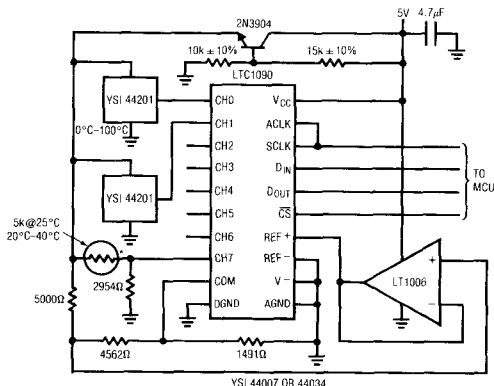 2N3904
5V
4.7μF
10k ± 10%
15k ± 10%
LTC1090
YSI 44201
0°C–100°C
YSI 44201
5k@25°C
20°C–40°C
CH0
CH1
CH2
CH3
CH4
CH5
CH6
CH7
COM
DGND
VCC
ACLK
SCLK
DIN
DOUT
CS
REF+
REF−
V−
AGND
TO
MCU
LT1006
+
−
*
5000Ω
2954Ω
4562Ω
1491Ω
YSI 44007 OR 44034